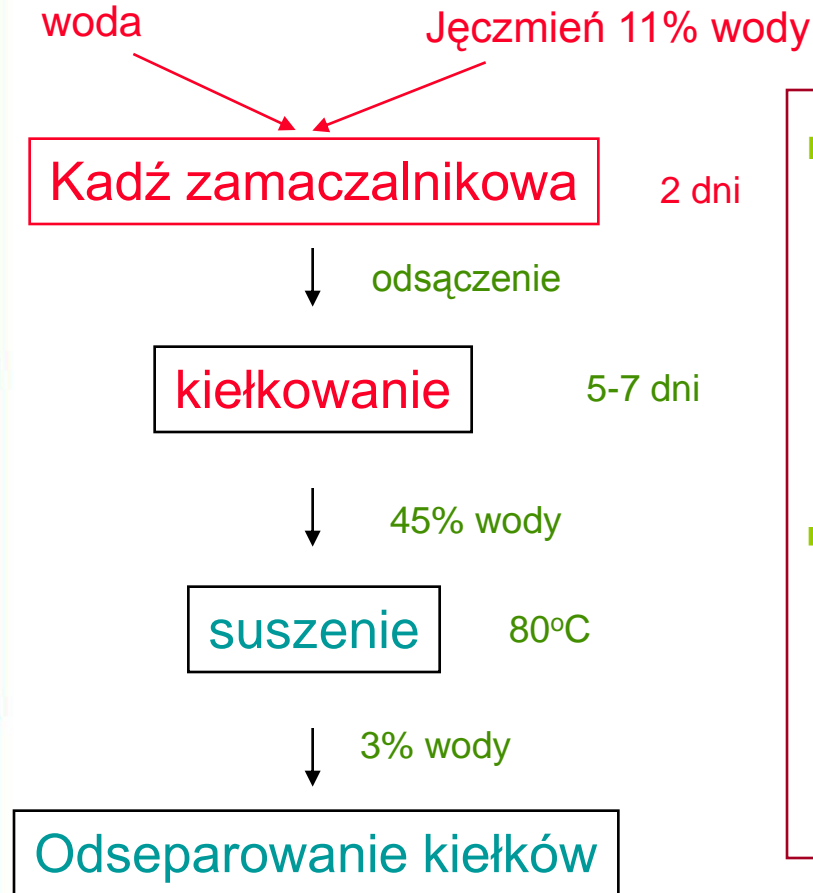 woda
Jęczmień 11% wody
Kadź zamaczalnikowa
2 dni
odsączenie
kiełkowanie
5-7 dni
45% wody
suszenie
80°C
3% wody
Odseparowanie kiełków